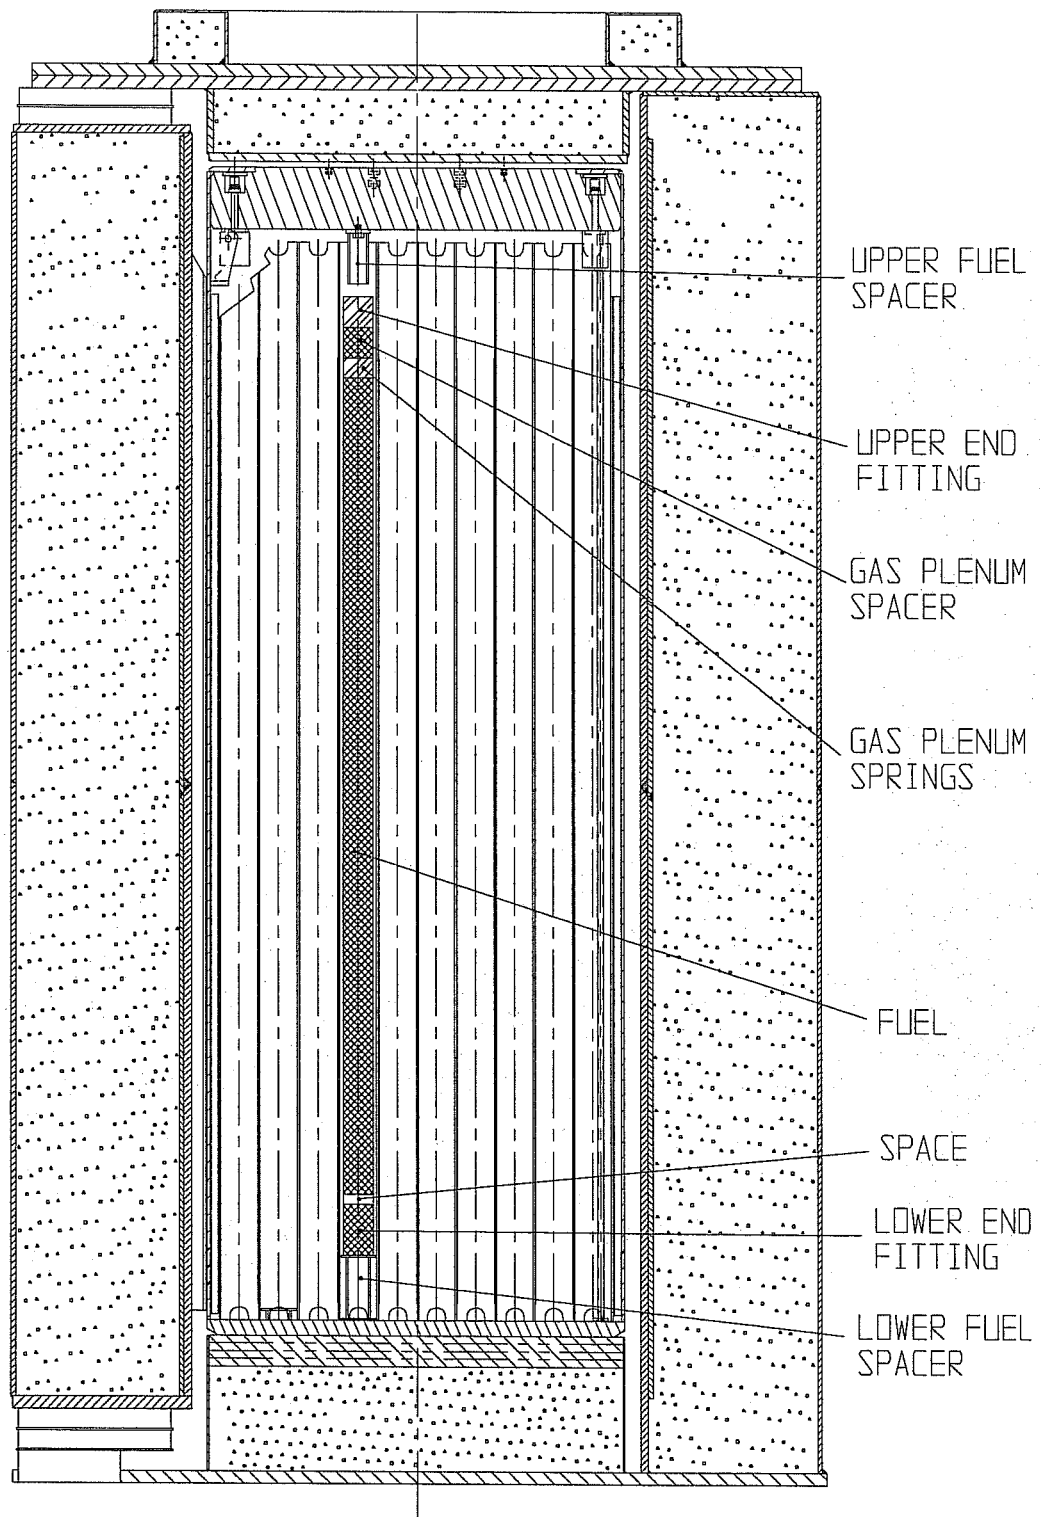 UPPER FUEL
SPACER
UPPER END
FITTING
GAS PLENUM
SPACER
GAS PLENUM
SPRINGS
FUEL
SPACE
LOWER END
FITTING
LOWER FUEL
SPACER